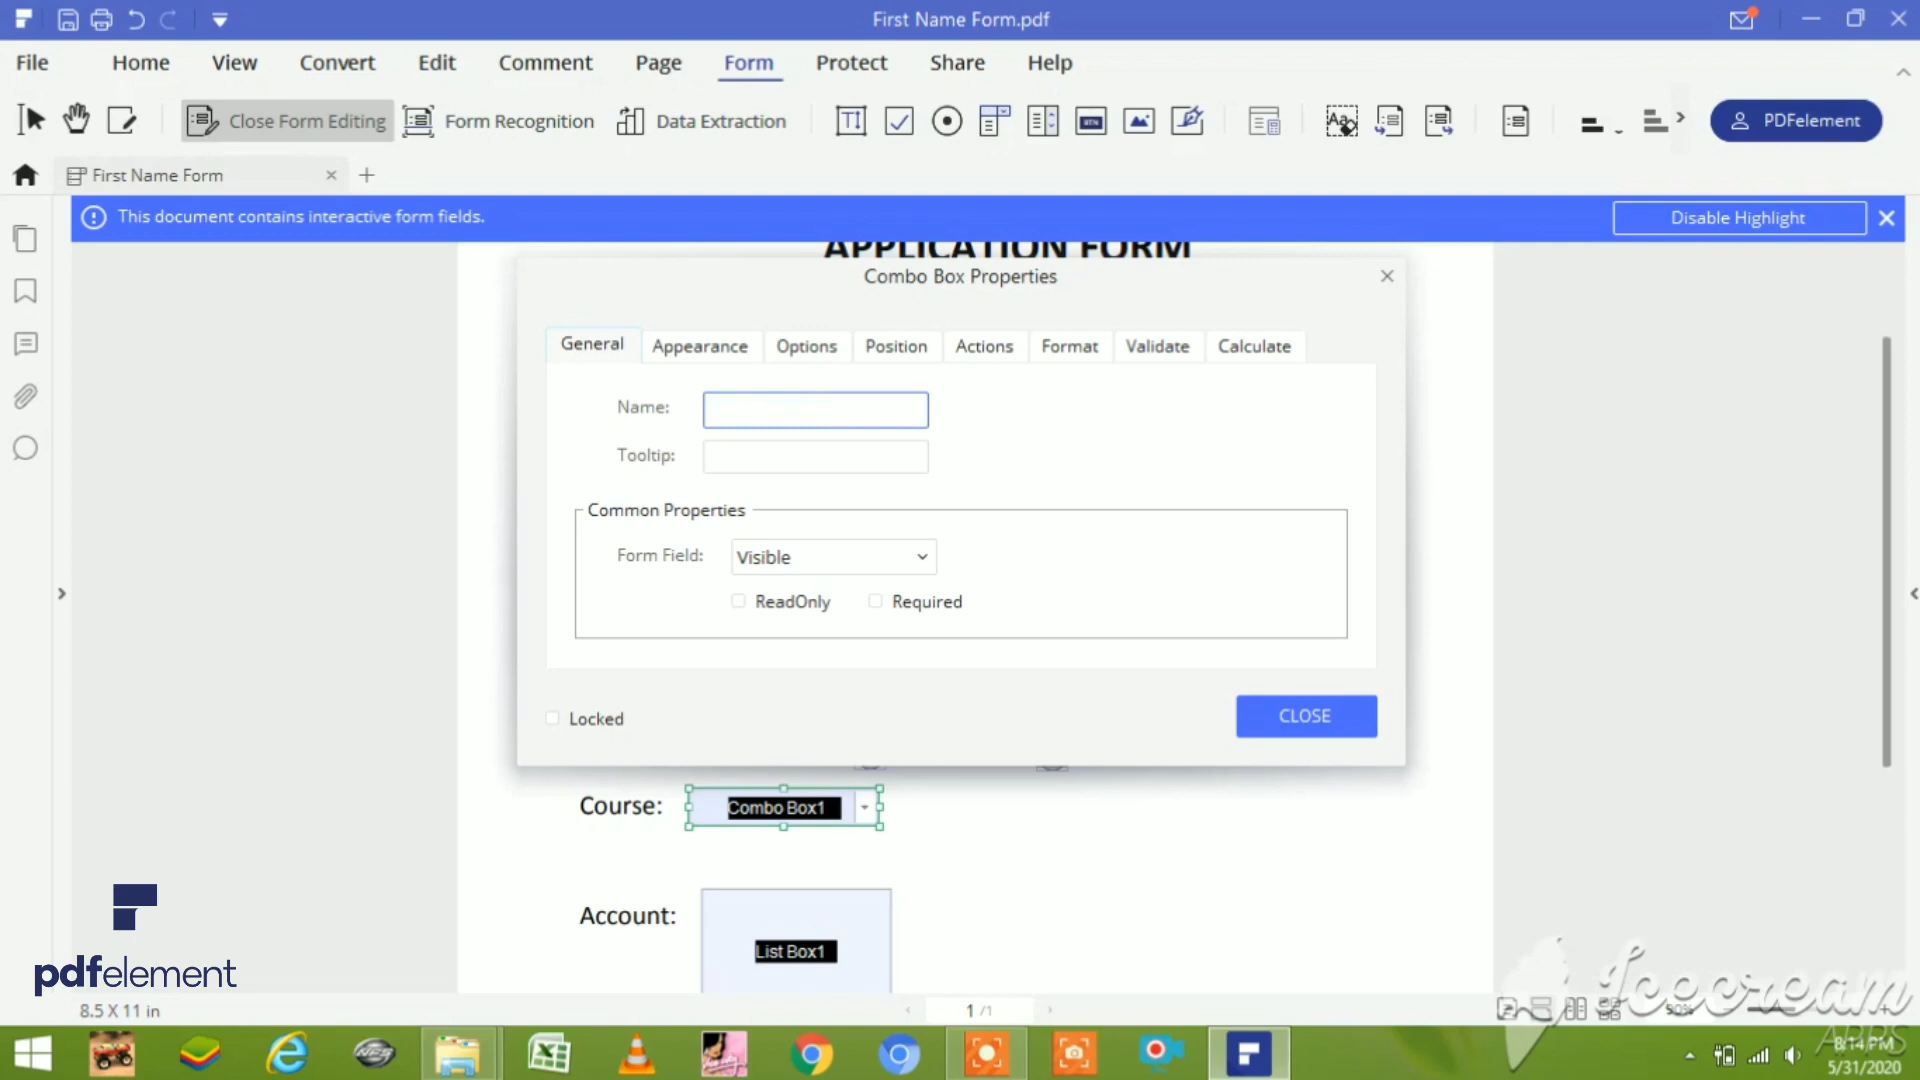 First Name Form.pdf
File Home View Convert Edit Comment Page Form Protect Share Help
Close Form Editing Form Recognition Data Extraction PDFelement
First Name Form
This document contains interactive form fields. Disable Highlight
APPLICATION FORM
Combo Box Properties
General Appearance Options Position Actions Format Validate Calculate
Name:
Tooltip:
Common Properties
Form Field: Visible
ReadOnly Required
Locked CLOSE
Course: Combo Box1
Account:
List Box1
pdfelement
8.5 X 11 in 1 /1 90%
Icecream
APPS
8:14 PM
5/31/2020